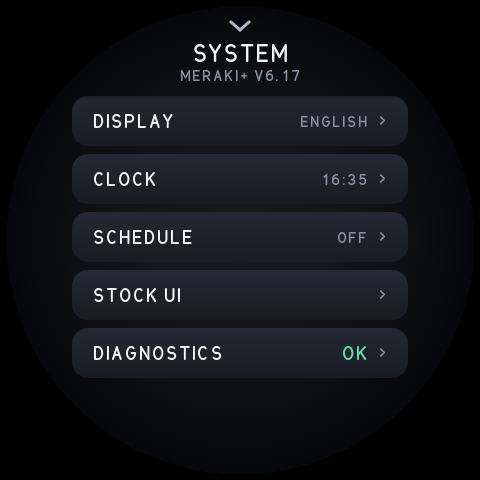 SYSTEM
MERAKI+ V6.17
DISPLAY ENGLISH
CLOCK 16:35
SCHEDULE OFF
STOCK UI
DIAGNOSTICS OK